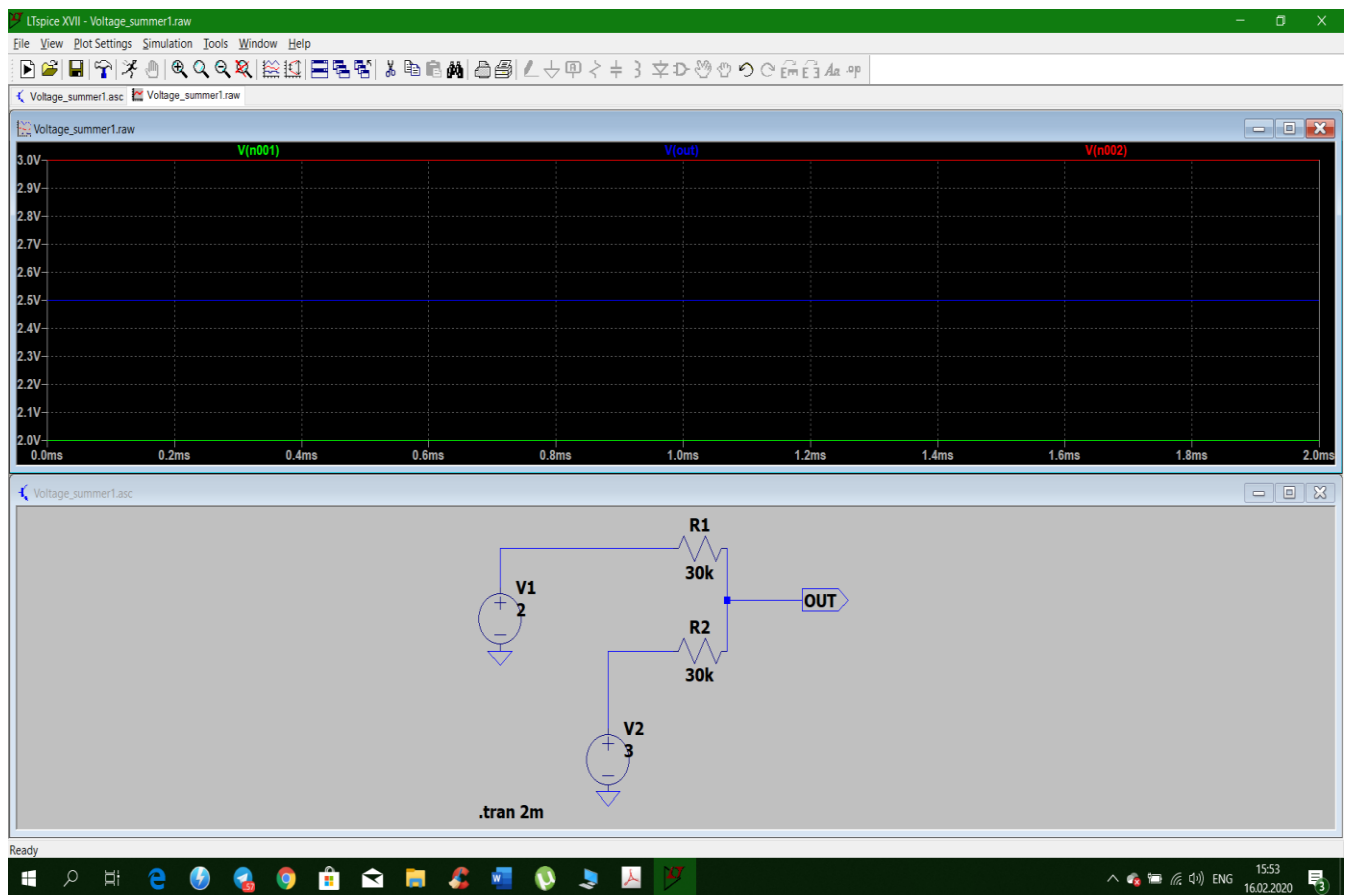 LTspice XVII - Voltage_summer1.raw
File View Plot Settings Simulation Tools Window Help
Voltage_summer1.asc Voltage_summer1.raw
Voltage_summer1.raw
V(n001) V(out) V(n002)
3.0V
2.9V
2.8V
2.7V
2.6V
2.5V
2.4V
2.3V
2.2V
2.1V
2.0V
0.0ms 0.2ms 0.4ms 0.6ms 0.8ms 1.0ms 1.2ms 1.4ms 1.6ms 1.8ms 2.0ms
Voltage_summer1.asc
R1
30k
V1
2
OUT
R2
30k
V2
3
.tran 2m
Ready
ENG
15:53
16.02.2020
3